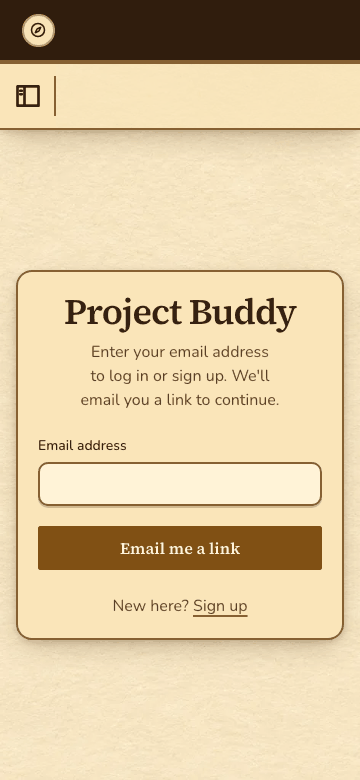 Project Buddy
Enter your email address
to log in or sign up. We'll
email you a link to continue.
Email address
Email me a link
New here? Sign up